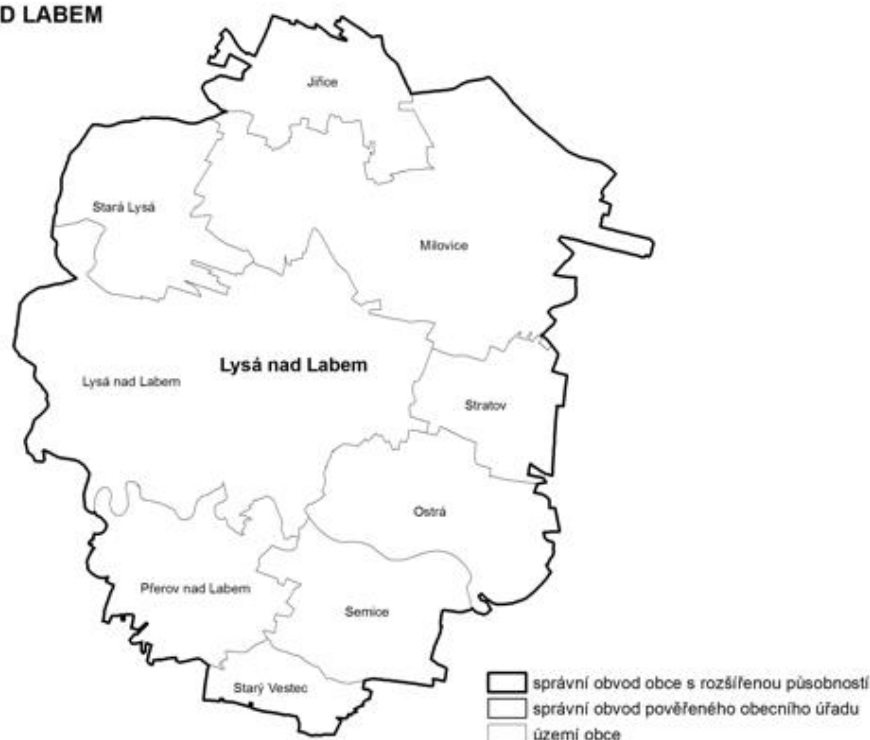 D LABEM
Jiřice
Stará Lysá
Milovice
Lysá nad Labem
Lysá nad Labem
Stratov
Ostrá
Přerov nad Labem
Semice
Starý Vestec
správní obvod obce s rozšířenou působností
správní obvod pověřeného obecního úřadu
území obce